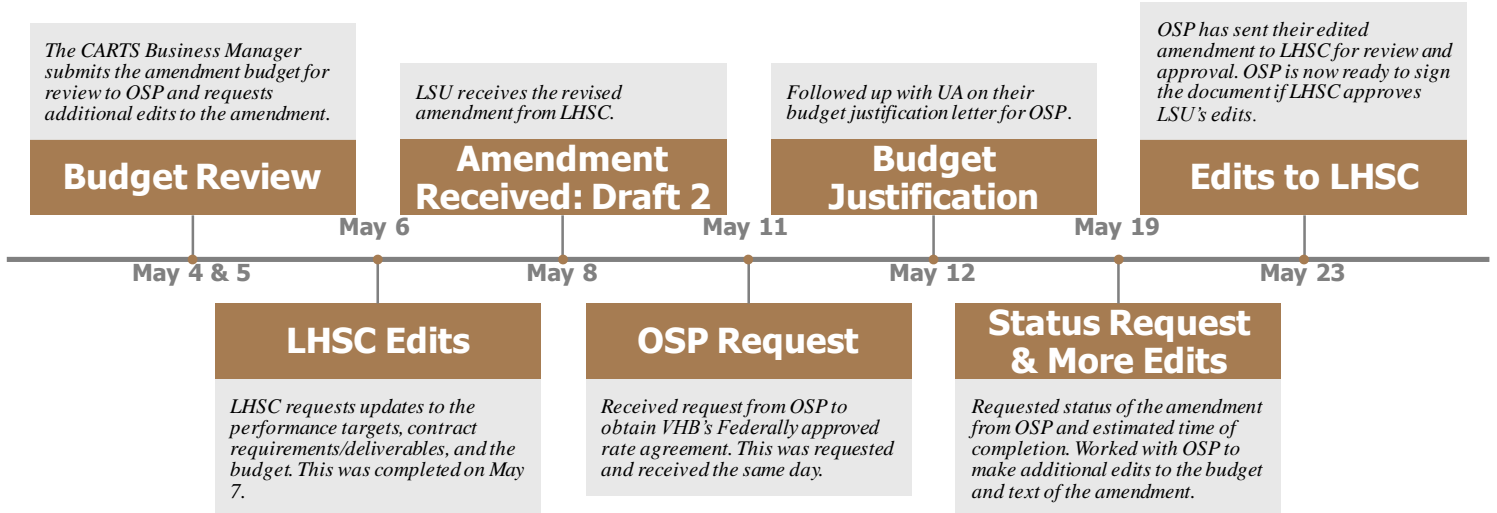 The CARTS Business Manager
submits the amendment budget for
review to OSP and requests
additional edits to the amendment.
Budget Review
May 4 & 5
May 6
LHSC Edits
LHSC requests updates to the
performance targets, contract
requirements/deliverables, and the
budget. This was completed on May
7.
LSU receives the revised
amendment from LHSC.
Amendment
Received: Draft 2
May 8
May 11
OSP Request
Received request from OSP to
obtain VHB's Federally approved
rate agreement. This was requested
and received the same day.
Followed up with UA on their
budget justification letter for OSP.
Budget
Justification
May 12
May 19
Status Request
& More Edits
Requested status of the amendment
from OSP and estimated time of
completion. Worked with OSP to
make additional edits to the budget
and text of the amendment.
OSP has sent their edited
amendment to LHSC for review and
approval. OSP is now ready to sign
the document if LHSC approves
LSU's edits.
Edits to LHSC
May 23